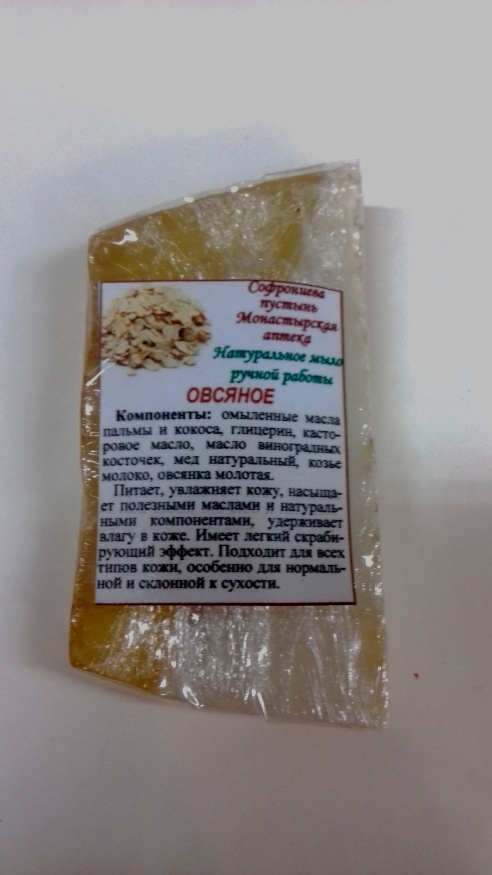 Софрониева
пустынь
Монастырская
аптека
Натуральное мыло
ручной работы
ОВСЯНОЕ
Компоненты: омыленные масла
пальмы и кокоса, глицерин, касто-
ровое масло, масло виноградных
косточек, мед натуральный, козье
молоко, овсянка молотая.
Питает, увлажняет кожу, насыща-
ет полезными маслами и натураль-
ными компонентами, удерживает
влагу в коже. Имеет легкий скраби-
рующий эффект. Подходит для всех
типов кожи, особенно для нормаль-
ной и склонной к сухости.